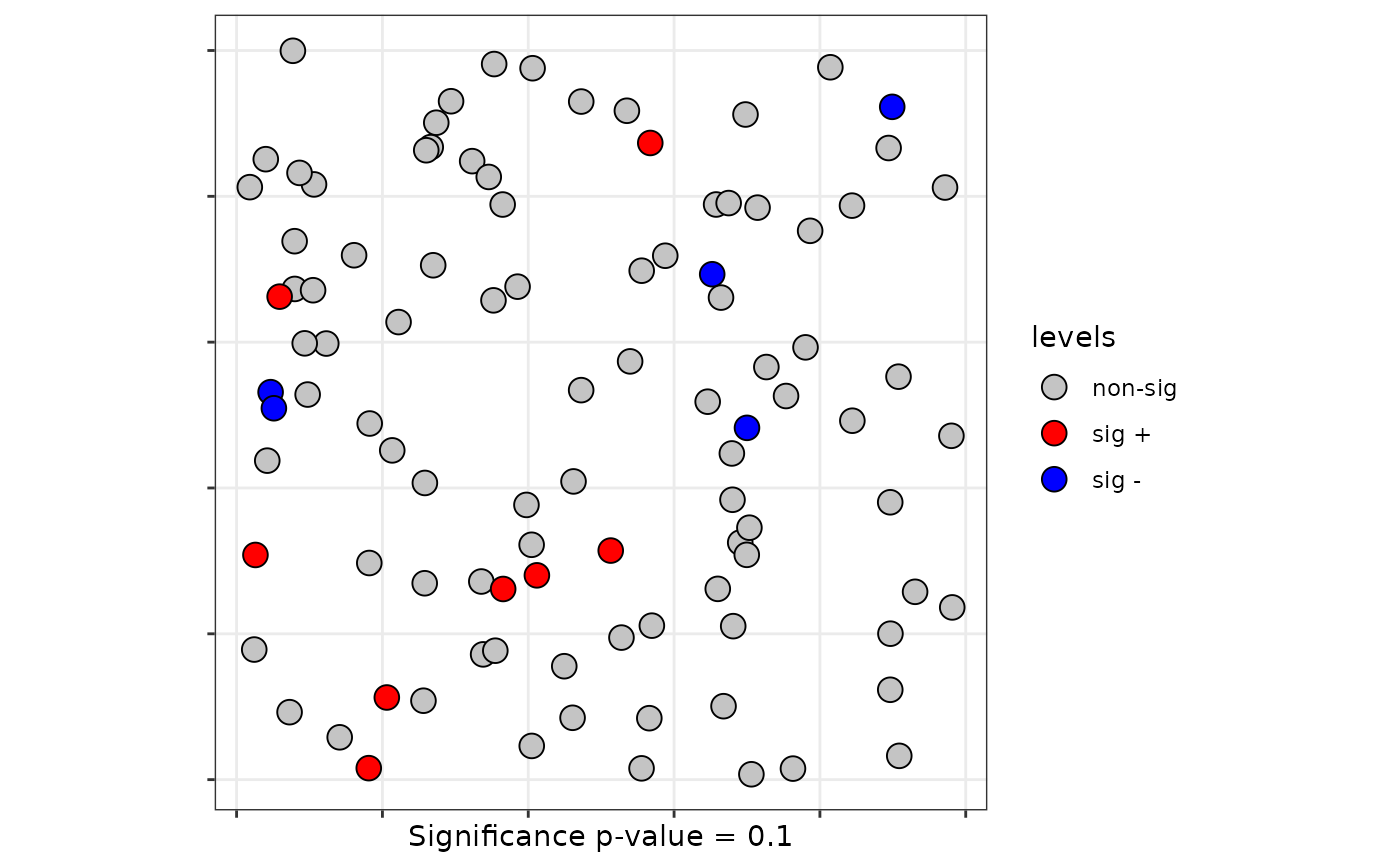 levels
non-sig
sig +
sig -
Significance p-value = 0.1